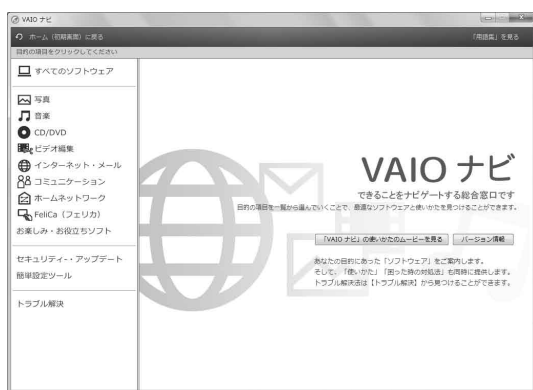 VAIO ナビ
ホーム（初期画面）に戻る
「用語集」を見る
目的の項目をクリックしてください
すべてのソフトウェア
写真
音楽
CD/DVD
ビデオ編集
インターネット・メール
コミュニケーション
ホームネットワーク
FeliCa（フェリカ）
お楽しみ・お役立ちソフト
セキュリティ-・アップデート
簡単設定ツール
トラブル解決
VAIO ナビ
できることをナビゲートする総合窓口です
目的の項目を一覧から選んでいくことで、最適なソフトウェアと使いかたを見つけることができます。
「VAIO ナビ」の使いかたのムービーを見る
バージョン情報
あなたの目的にあった「ソフトウェア」をご案内します。
そして、「使いかた」「困った時の対処法」も同時に提供します。
トラブル解決法は【トラブル解決】から見つけることができます。